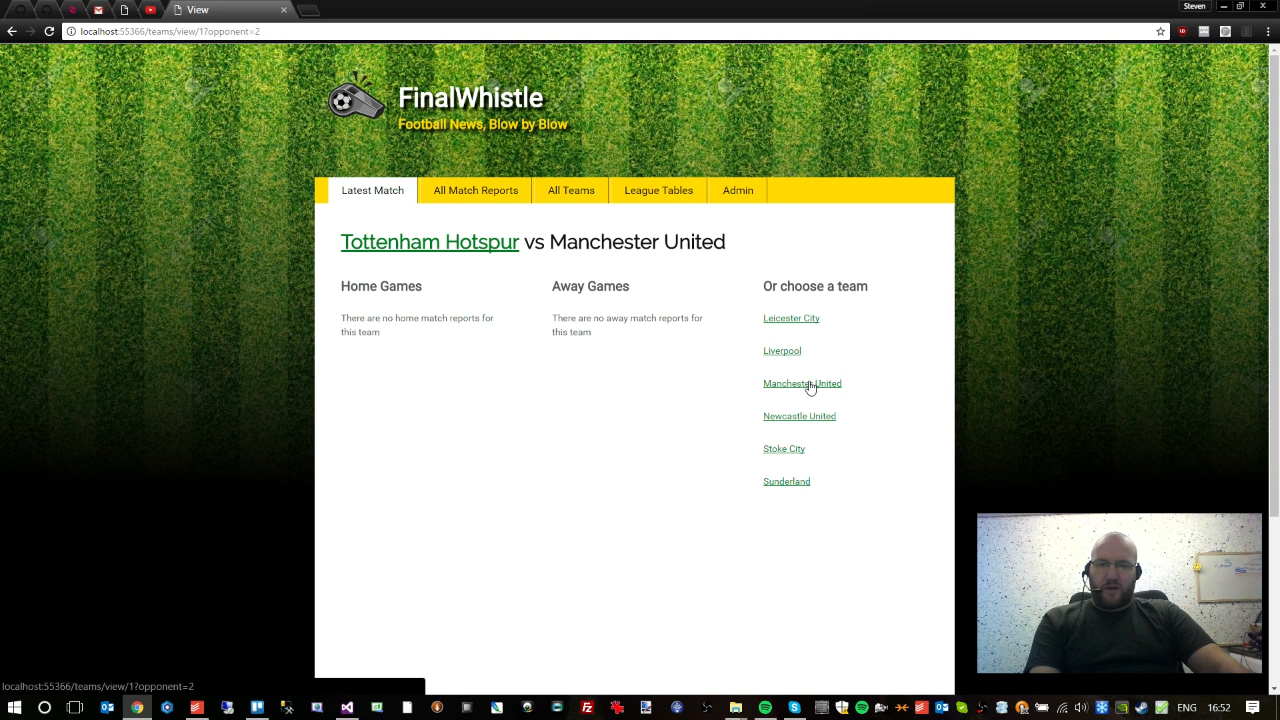 View
Steven
localhost:55366/teams/view/1?opponent=2
FinalWhistle
Football News, Blow by Blow
Latest Match
All Match Reports
All Teams
League Tables
Admin
Tottenham Hotspur vs Manchester United
Home Games
There are no home match reports for
this team
Away Games
There are no away match reports for
this team
Or choose a team
Leicester City
Liverpool
Manchester United
Newcastle United
Stoke City
Sunderland
localhost:55366/teams/view/1?opponent=2
ENG
16:52